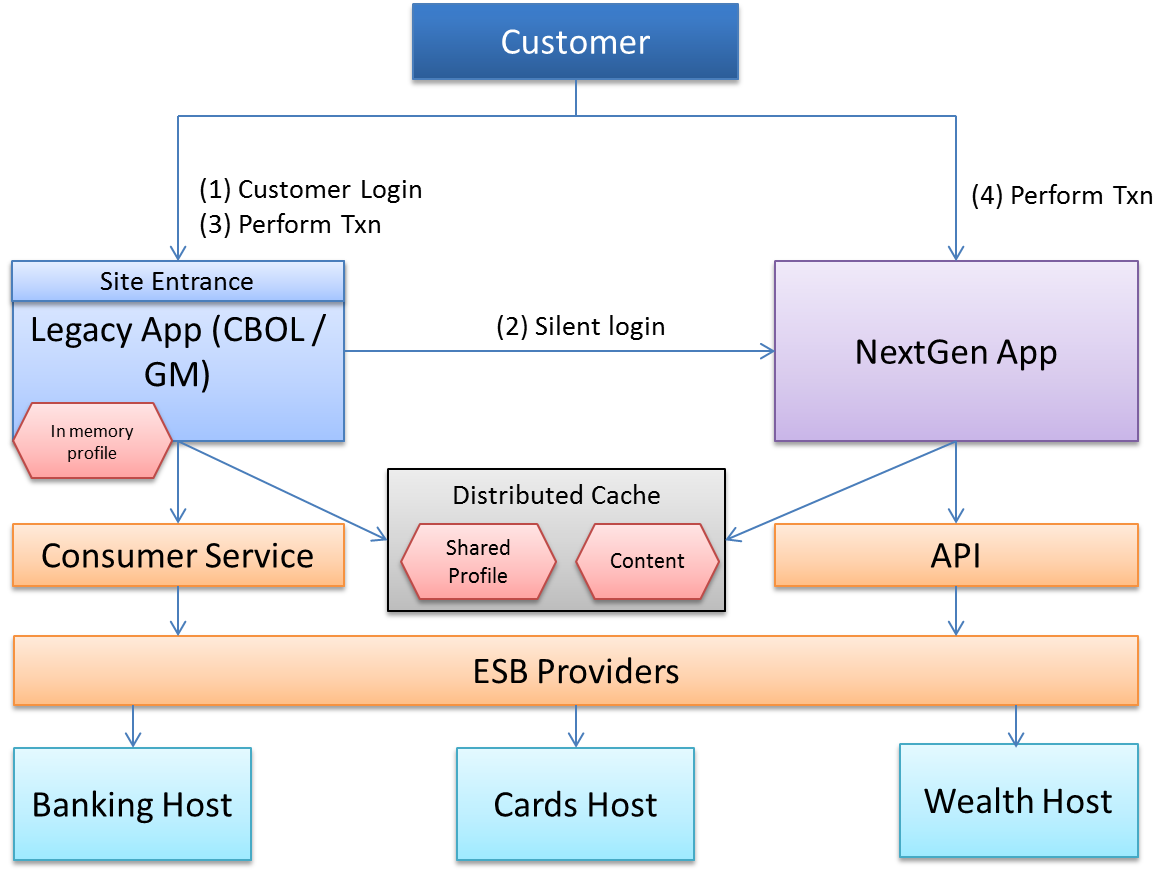 Customer
(1) Customer Login
(3) Perform Txn
(4) Perform Txn
Site Entrance
Legacy App (CBOL /
GM)
(2) Silent login
NextGen App
In memory
profile
Distributed Cache
Shared
Profile
Content
Consumer Service
API
ESB Providers
Banking Host
Cards Host
Wealth Host